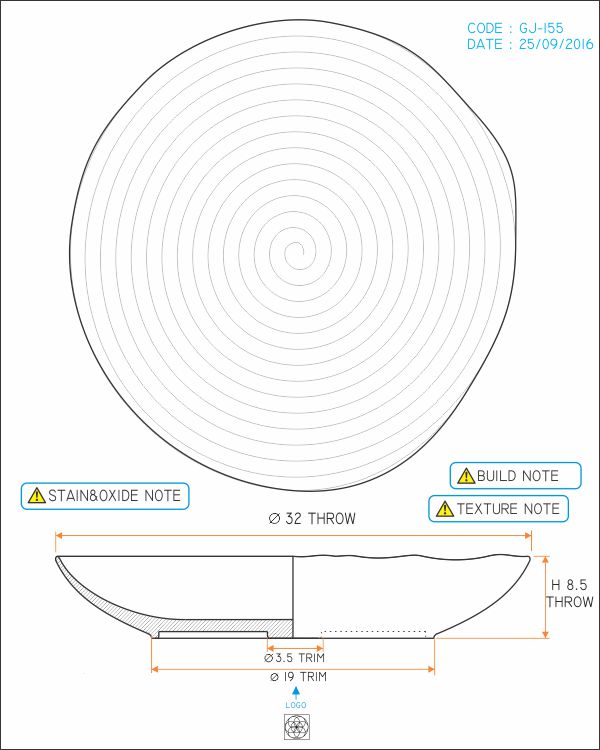 CODE : GJ-155
DATE : 25/09/2016
BUILD NOTE
STAIN&OXIDE NOTE
TEXTURE NOTE
Ø 32 THROW
H 8.5
THROW
Ø3.5 TRIM
Ø 19 TRIM
LOGO